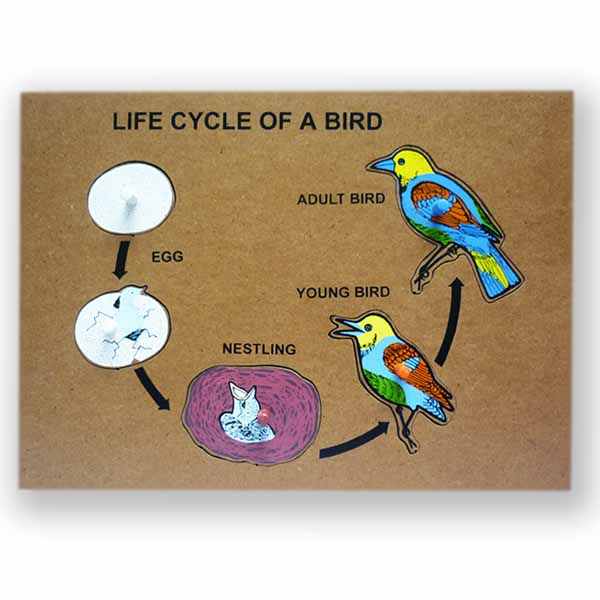 LIFE CYCLE OF A BIRD
EGG
NESTLING
YOUNG BIRD
ADULT BIRD